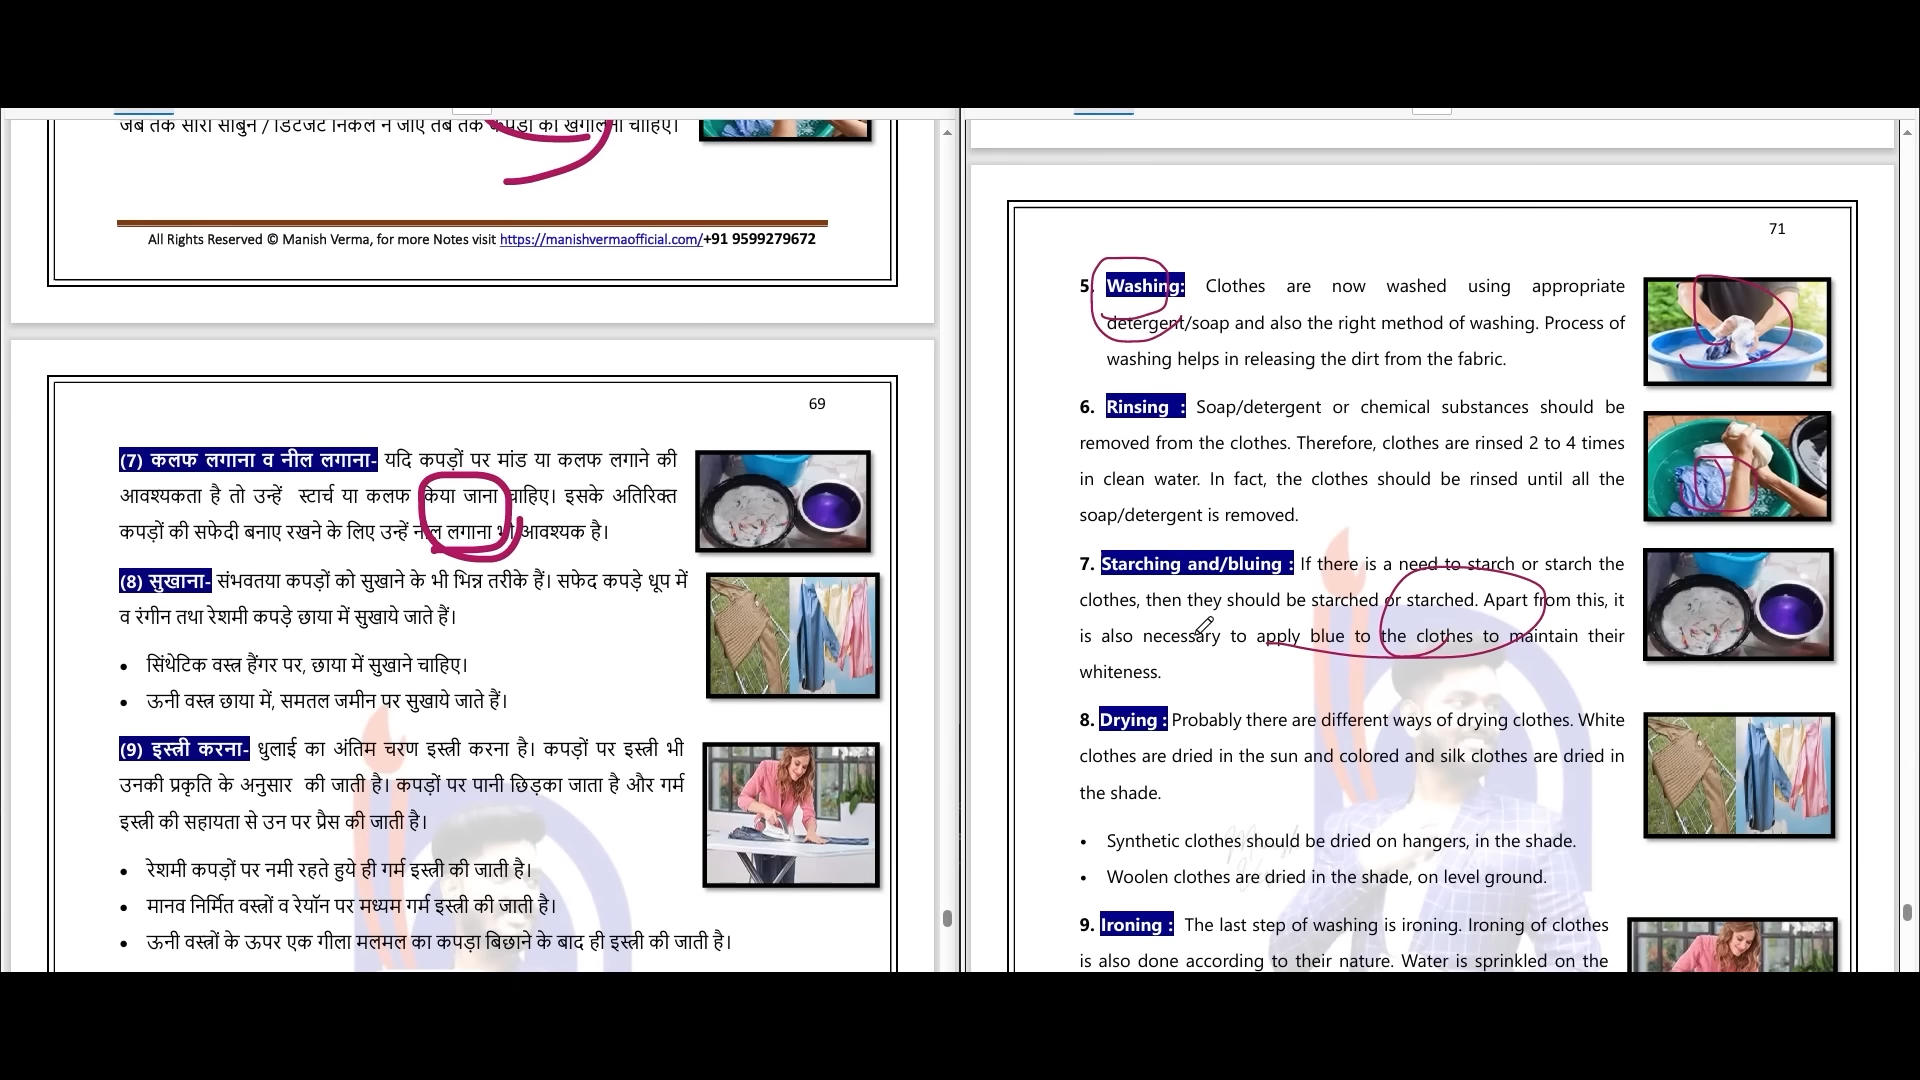 जब तक सारा साबुन / डिटर्जेंट निकल न जाए तब तक कपड़ों को खंगालना चाहिए।
All Rights Reserved © Manish Verma, for more Notes visit https://manishvermaofficial.com/+91 9599279672
69
(7) कलफ लगाना व नील लगाना- यदि कपड़ों पर मांड या कलफ लगाने की
आवश्यकता है तो उन्हें स्टार्च या कलफ किया जाना चाहिए। इसके अतिरिक्त
कपड़ों की सफेदी बनाए रखने के लिए उन्हें नील लगाना भी आवश्यक है।
(8) सुखाना- संभवतया कपड़ों को सुखाने के भी भिन्न तरीके हैं। सफेद कपड़े धूप में
व रंगीन तथा रेशमी कपड़े छाया में सुखाये जाते हैं।
• सिंथेटिक वस्त्र हैंगर पर, छाया में सुखाने चाहिए।
• ऊनी वस्त्र छाया में, समतल जमीन पर सुखाये जाते हैं।
(9) इस्त्री करना- धुलाई का अंतिम चरण इस्त्री करना है। कपड़ों पर इस्त्री भी
उनकी प्रकृति के अनुसार की जाती है। कपड़ों पर पानी छिड़का जाता है और गर्म
इस्त्री की सहायता से उन पर प्रैस की जाती है।
• रेशमी कपड़ों पर नमी रहते हुये ही गर्म इस्त्री की जाती है।
• मानव निर्मित वस्त्रों व रेयॉन पर मध्यम गर्म इस्त्री की जाती है।
• ऊनी वस्त्रों के ऊपर एक गीला मलमल का कपड़ा बिछाने के बाद ही इस्त्री की जाती है।
71
5. Washing: Clothes are now washed using appropriate
detergent/soap and also the right method of washing. Process of
washing helps in releasing the dirt from the fabric.
6. Rinsing : Soap/detergent or chemical substances should be
removed from the clothes. Therefore, clothes are rinsed 2 to 4 times
in clean water. In fact, the clothes should be rinsed until all the
soap/detergent is removed.
7. Starching and/bluing : If there is a need to starch or starch the
clothes, then they should be starched or starched. Apart from this, it
is also necessary to apply blue to the clothes to maintain their
whiteness.
8. Drying : Probably there are different ways of drying clothes. White
clothes are dried in the sun and colored and silk clothes are dried in
the shade.
• Synthetic clothes should be dried on hangers, in the shade.
• Woolen clothes are dried in the shade, on level ground.
9. Ironing : The last step of washing is ironing. Ironing of clothes
is also done according to their nature. Water is sprinkled on the